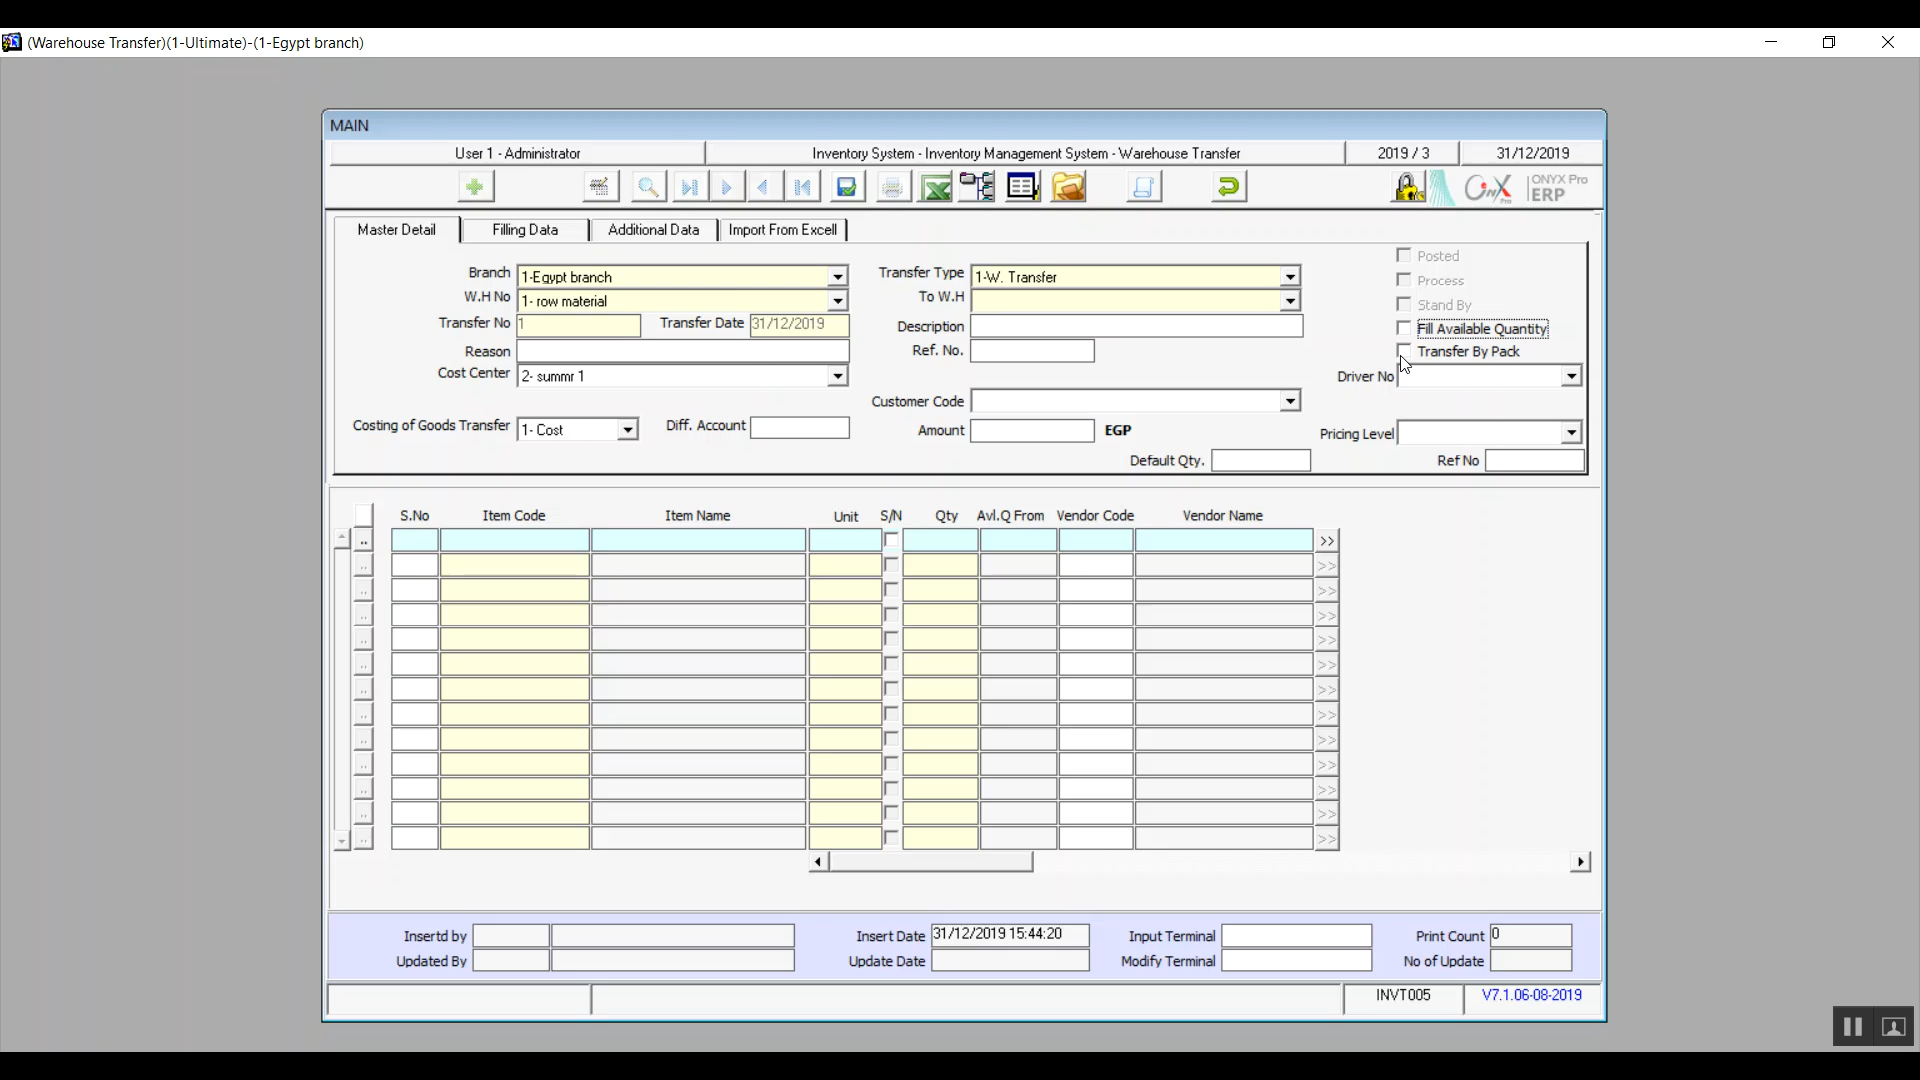 (Warehouse Transfer)(1-Ultimate)-(1-Egypt branch)
MAIN
User 1 - Administrator
Inventory System - Inventory Management System - Warehouse Transfer
2019 / 3
31/12/2019
OnyX Pro
ONYX Pro
ERP
Master Detail
Filling Data
Additional Data
Import From Excell
Branch 1-Egypt branch
Transfer Type 1-W. Transfer
Posted
Process
W.H No 1- row material
To W.H
Stand By
Transfer No 1
Transfer Date 31/12/2019
Description
Fill Available Quantity
Reason
Ref. No.
Transfer By Pack
Cost Center 2- summr 1
Driver No
Customer Code
Costing of Goods Transfer 1- Cost
Diff. Account
Amount
EGP
Pricing Level
Default Qty.
Ref No
S.No Item Code Item Name Unit S/N Qty Avl.Q From Vendor Code Vendor Name
.. >>
.. >>
.. >>
.. >>
.. >>
.. >>
.. >>
.. >>
.. >>
.. >>
.. >>
.. >>
.. >>
Insertd by
Insert Date 31/12/2019 15:44:20
Input Terminal
Print Count 0
Updated By
Update Date
Modify Terminal
No of Update
INVT005
V7.1.06-08-2019